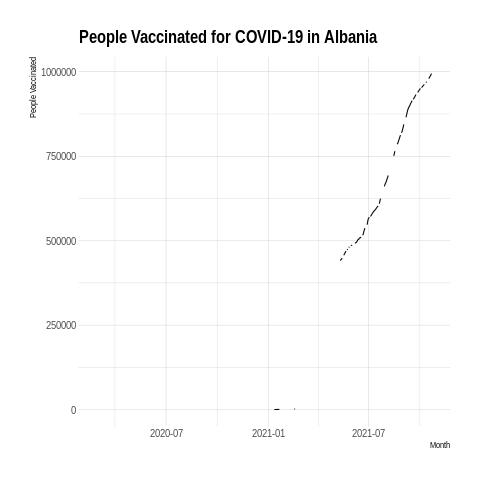 People Vaccinated for COVID-19 in Albania
People Vaccinated
1000000
750000
500000
250000
0
2020-07 2021-01 2021-07
Month